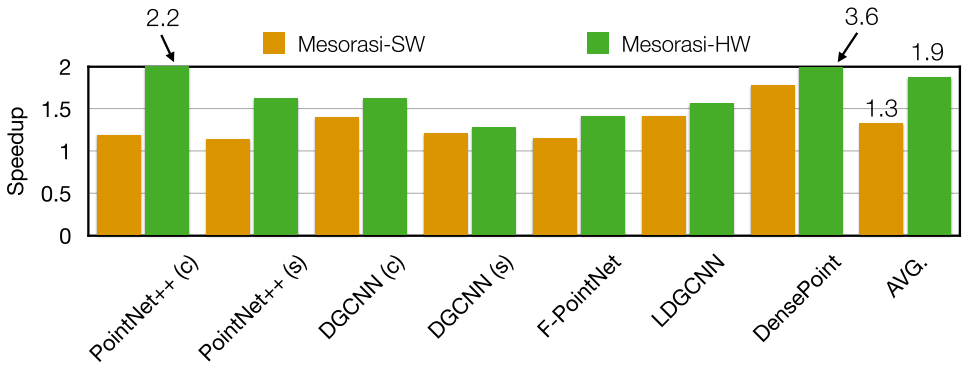 2.2
3.6
Mesorasi-SW
Mesorasi-HW
1.9
1.3
Speedup
2
1.5
1
0.5
0
PointNet++ (c)
PointNet++ (s)
DGCNN (c)
DGCNN (s)
F-PointNet
LDGCNN
DensePoint
AVG.